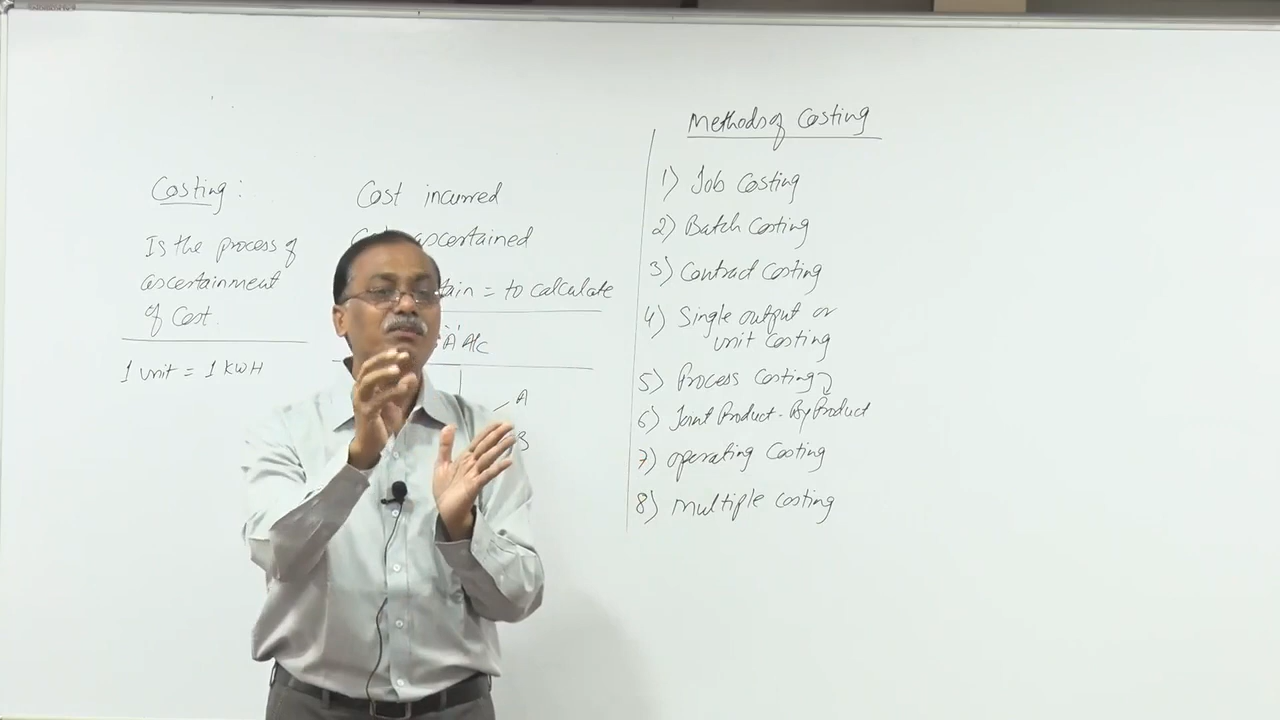 Costing:
Is the process of
ascertainment
of Cost.
1 unit = 1 KWH
Cost incurred
ascertained
= to calculate
'A' A/C
A
B
Methods of Costing
1) Job Costing
2) Batch Costing
3) Contract Costing
4) Single output or
unit Costing
5) Process Costing
6) Joint Product - By Product
7) operating Costing
8) Multiple Costing